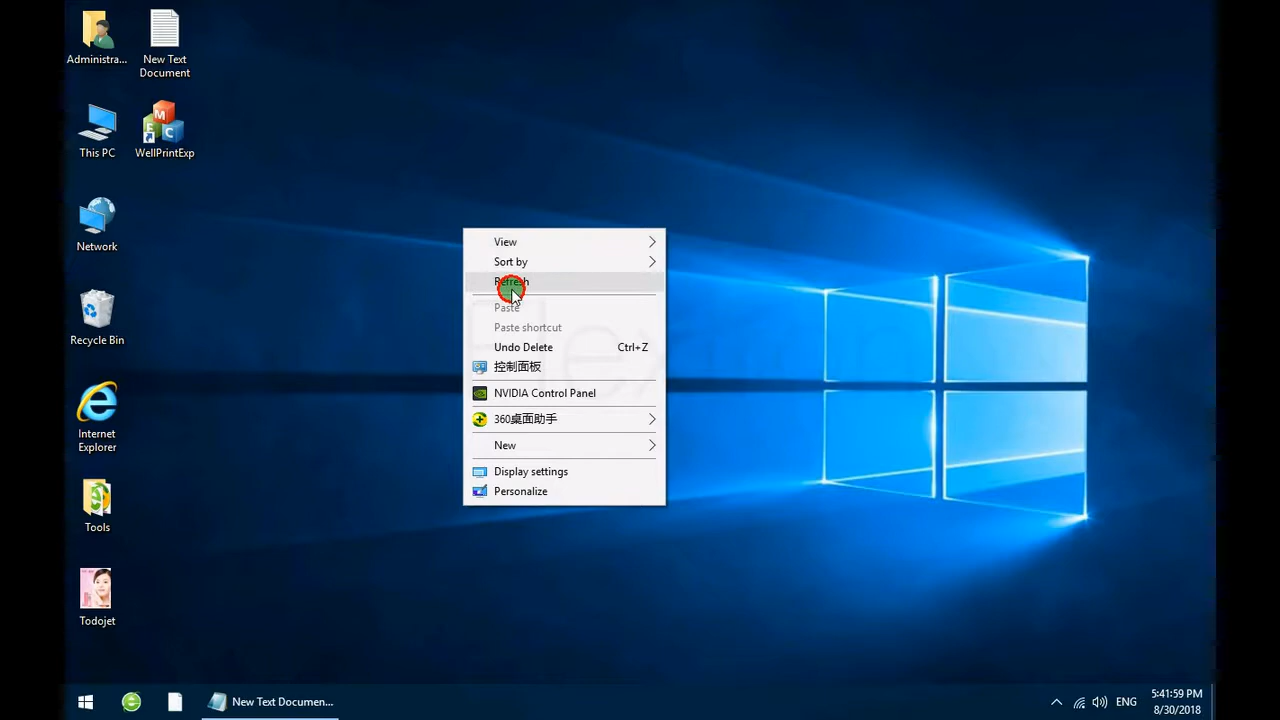 Administra...
New Text
Document
This PC
WellPrintExp
M
E
C
Network
Recycle Bin
Internet
Explorer
Tools
Todojet
View
Sort by
Refresh
Paste
Paste shortcut
Undo Delete Ctrl+Z
控制面板
NVIDIA Control Panel
360桌面助手
New
Display settings
Personalize
New Text Documen...
ENG
5:41:59 PM
8/30/2018